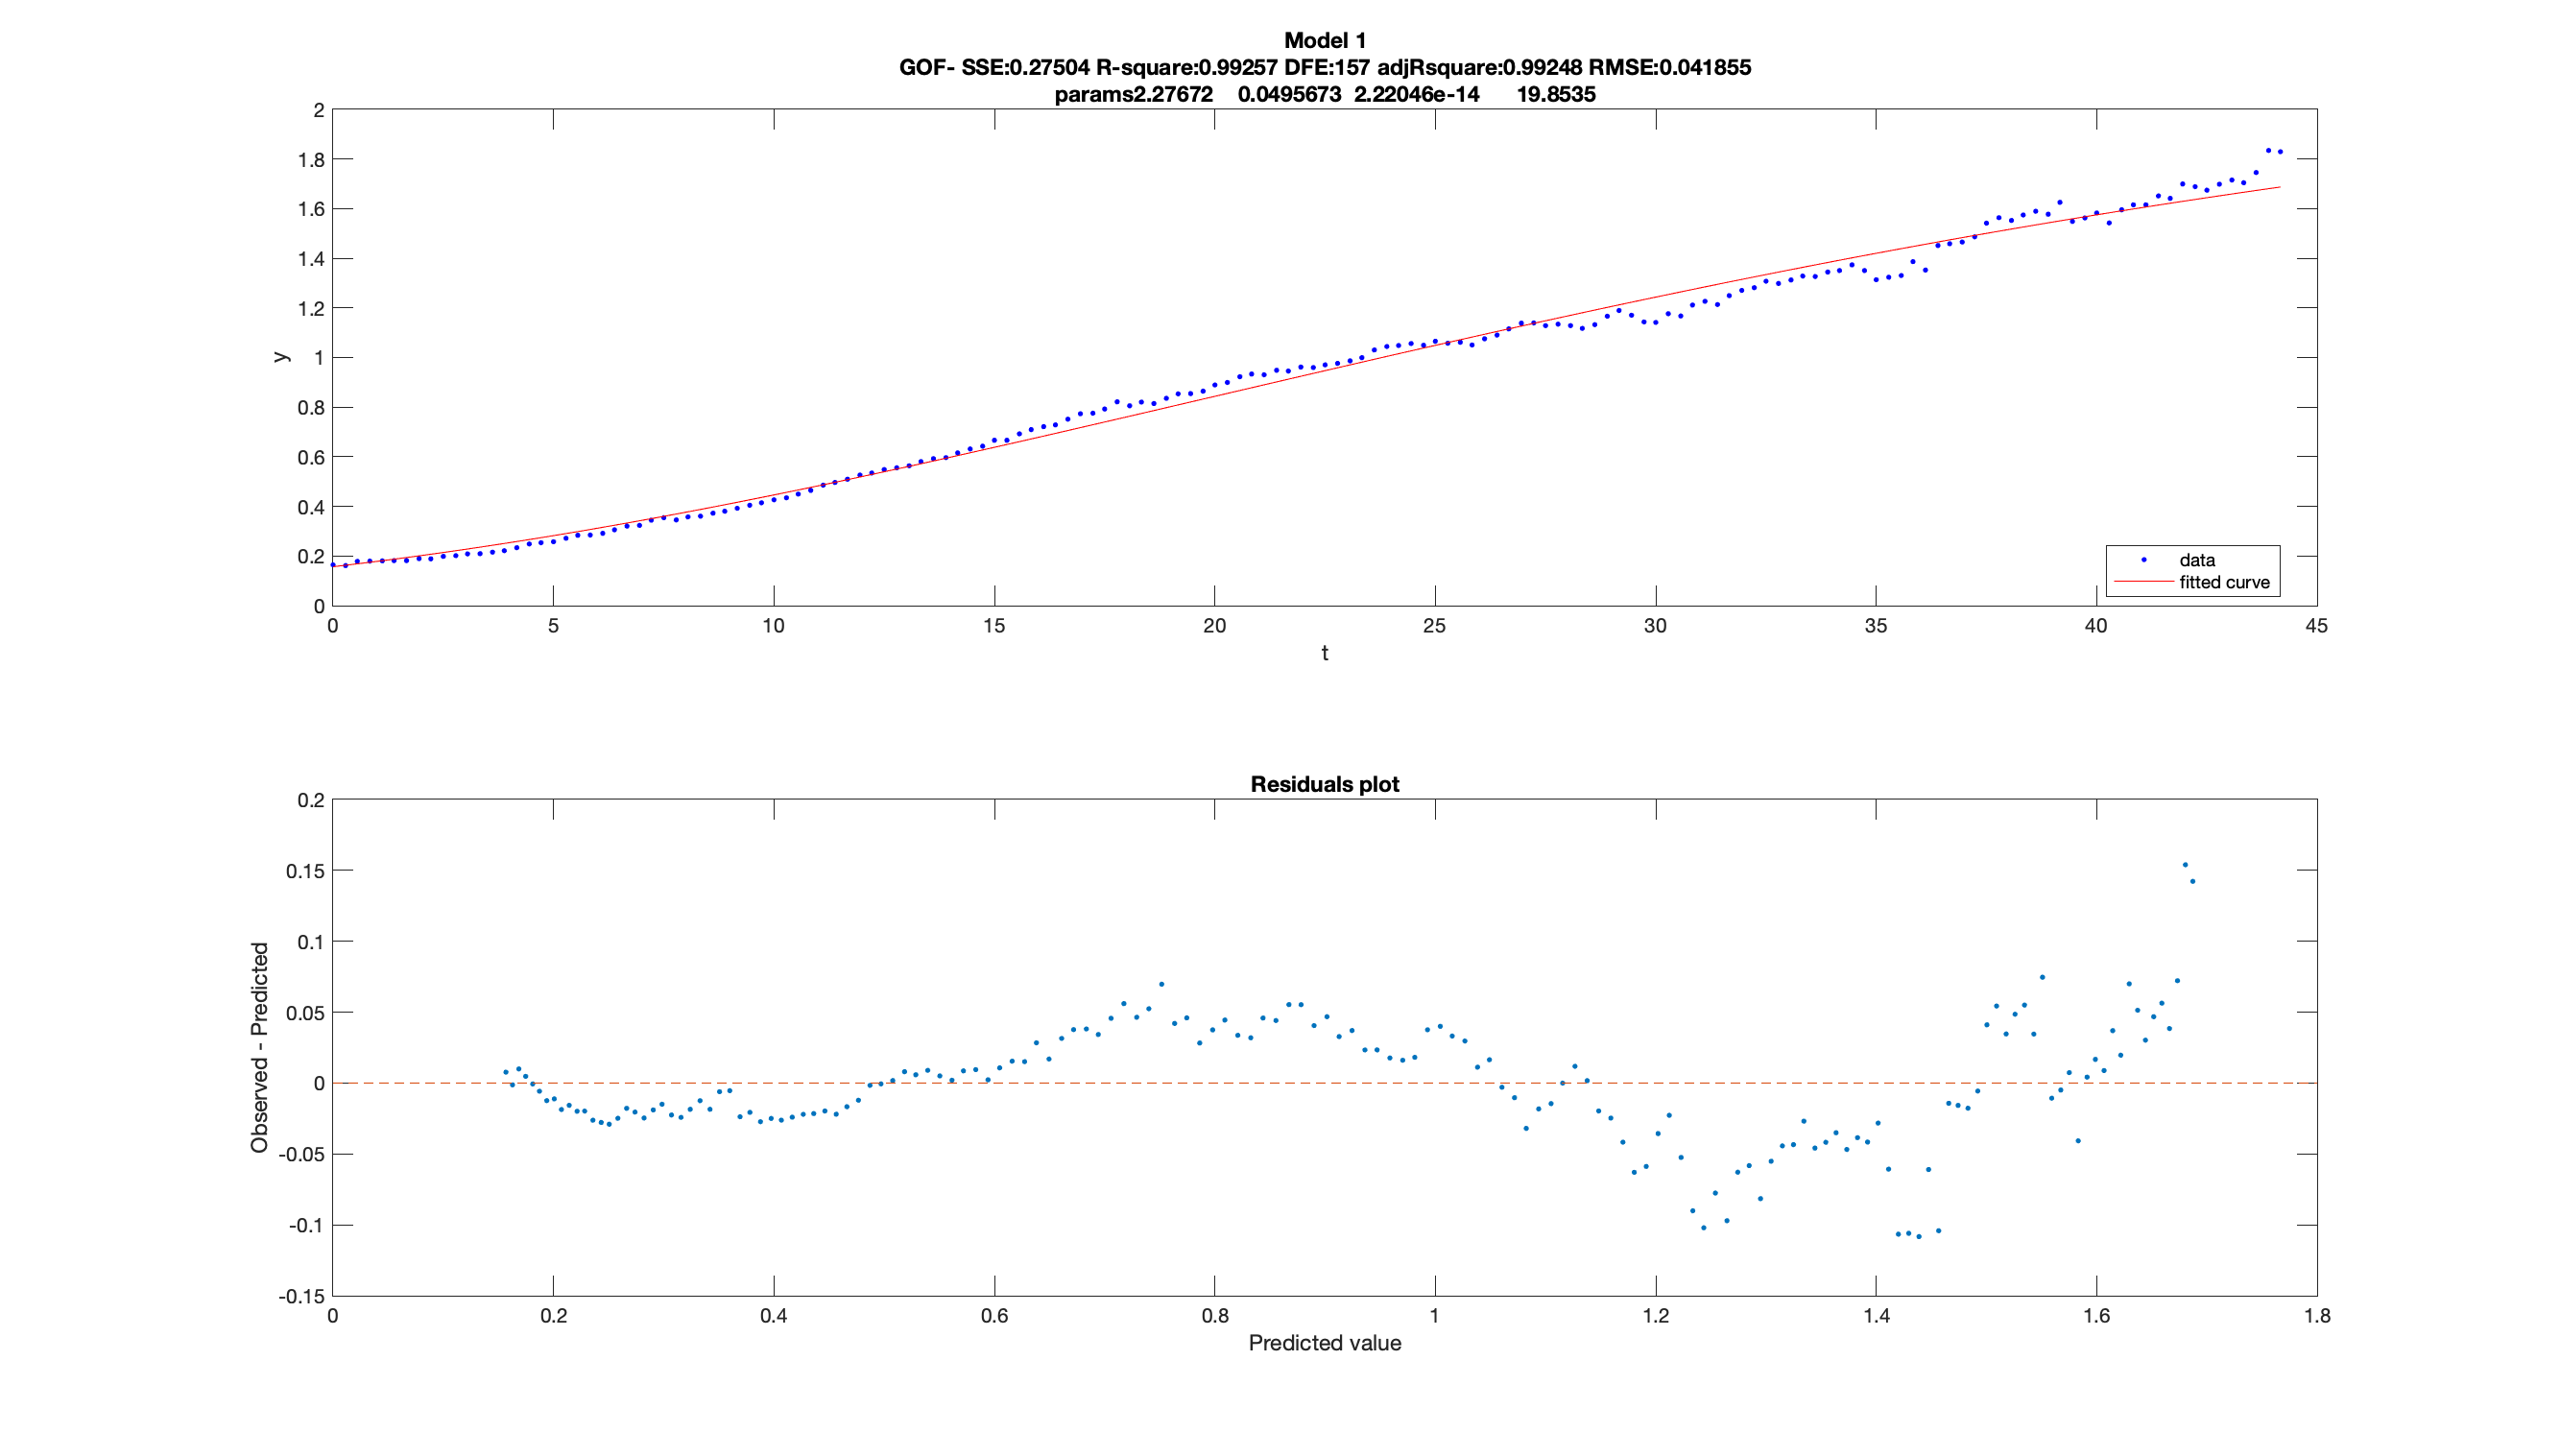 Model 1
GOF- SSE:0.27504 R-square:0.99257 DFE:157 adjRsquare:0.99248 RMSE:0.041855
params2.27672 0.0495673 2.22046e-14 19.8535
2
1.8
1.6
1.4
1.2
1
0.8
0.6
0.4
0.2
0
y
data
fitted curve
0 5 10 15 20 25 30 35 40 45
t
Residuals plot
0.2
0.15
0.1
0.05
0
-0.05
-0.1
-0.15
Observed - Predicted
0 0.2 0.4 0.6 0.8 1 1.2 1.4 1.6 1.8
Predicted value